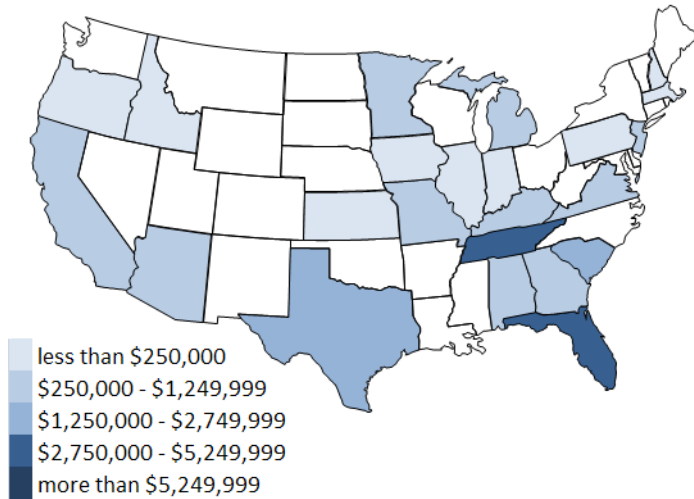 less than $250,000
$250,000 - $1,249,999
$1,250,000 - $2,749,999
$2,750,000 - $5,249,999
more than $5,249,999